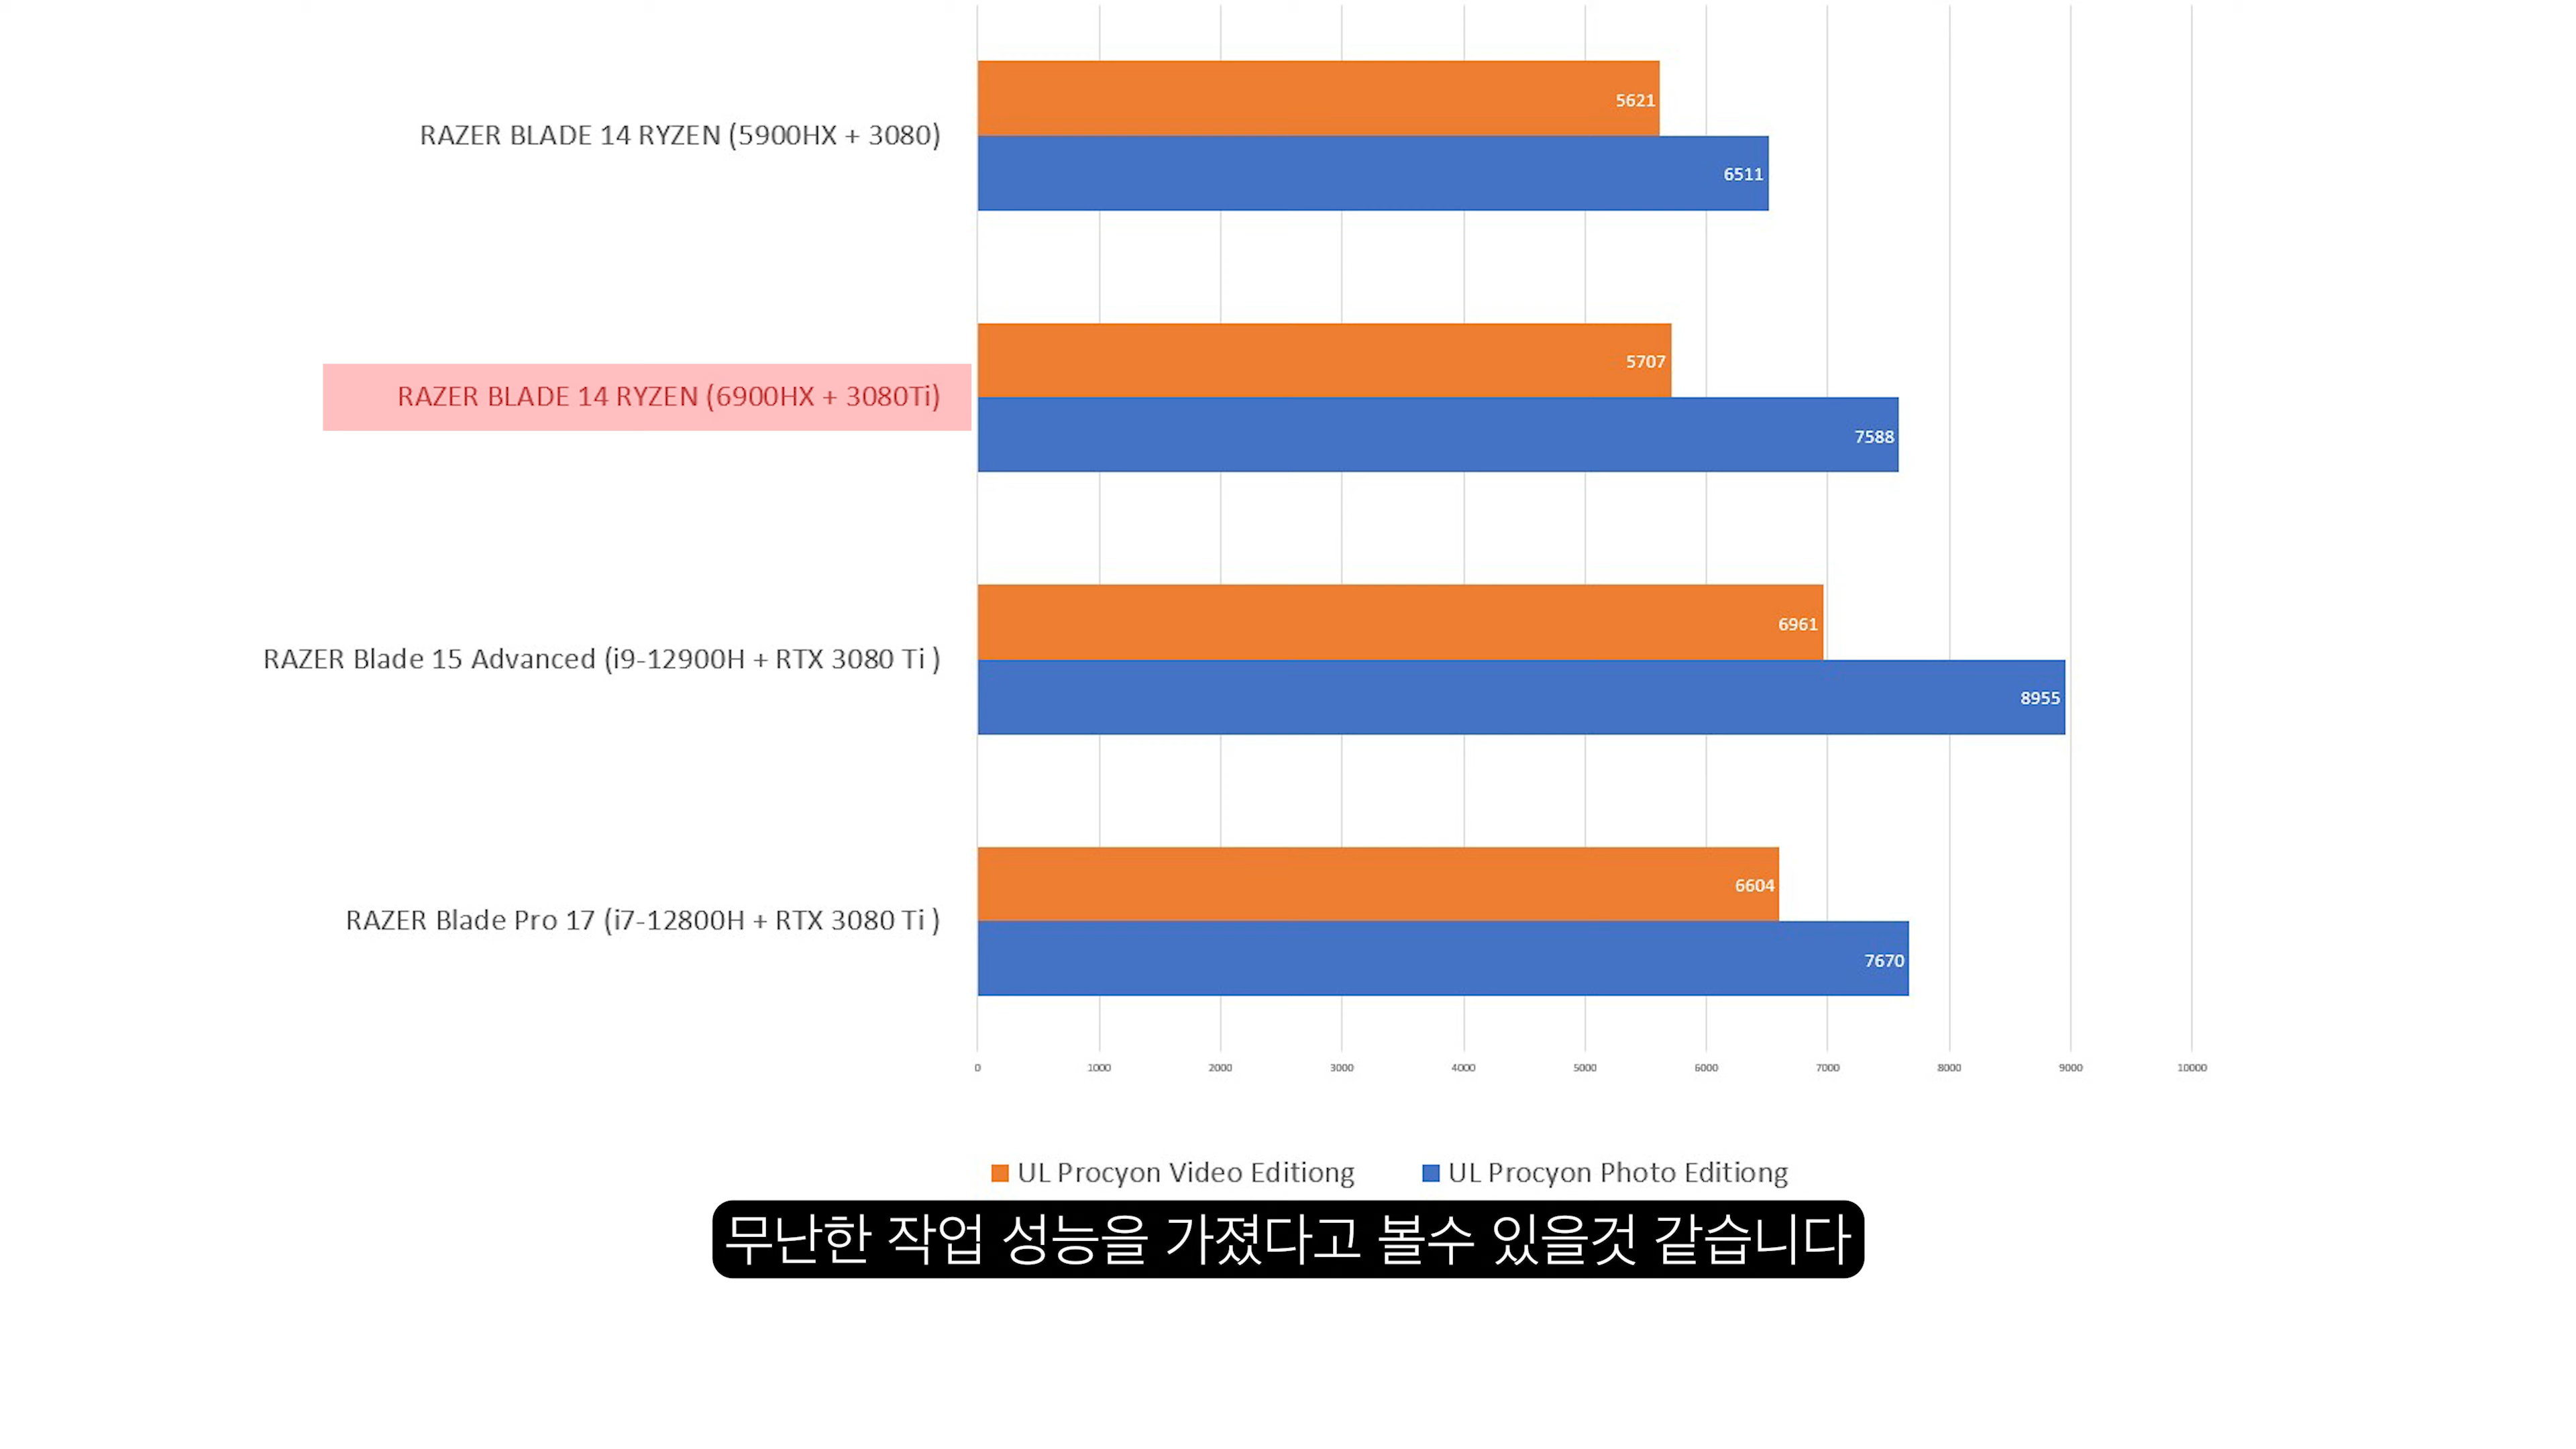 RAZER BLADE 14 RYZEN (5900HX + 3080)
5621
6511
RAZER BLADE 14 RYZEN (6900HX + 3080Ti)
5707
7588
RAZER Blade 15 Advanced (i9-12900H + RTX 3080 Ti )
6961
8955
RAZER Blade Pro 17 (i7-12800H + RTX 3080 Ti )
6604
7670
0 1000 2000 3000 4000 5000 6000 7000 8000 9000 10000
UL Procyon Video Editiong UL Procyon Photo Editiong
무난한 작업 성능을 가졌다고 볼수 있을것 같습니다